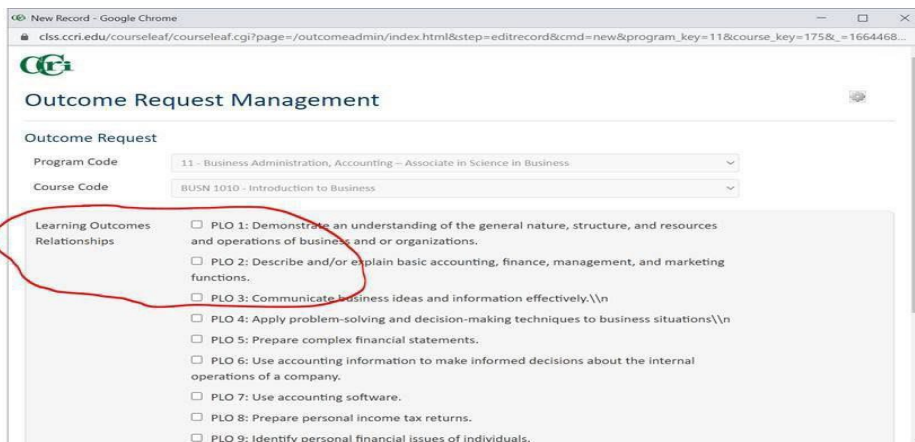 New Record - Google Chrome
clss.ccri.edu/courseleaf/courseleaf.cgi?page=/outcomeadmin/index.html&step=editrecord&cmd=new&program_key=11&course_key=175&_=1664468...
CCRi
Outcome Request Management
Outcome Request
Program Code
11 - Business Administration, Accounting – Associate in Science in Business
Course Code
BUSN 1010 - Introduction to Business
Learning Outcomes
Relationships
PLO 1: Demonstrate an understanding of the general nature, structure, and resources
and operations of business and or organizations.
PLO 2: Describe and/or explain basic accounting, finance, management, and marketing
functions.
PLO 3: Communicate business ideas and information effectively.\\n
PLO 4: Apply problem-solving and decision-making techniques to business situations\\n
PLO 5: Prepare complex financial statements.
PLO 6: Use accounting information to make informed decisions about the internal
operations of a company.
PLO 7: Use accounting software.
PLO 8: Prepare personal income tax returns.
PLO 9: Identify personal financial issues of individuals.